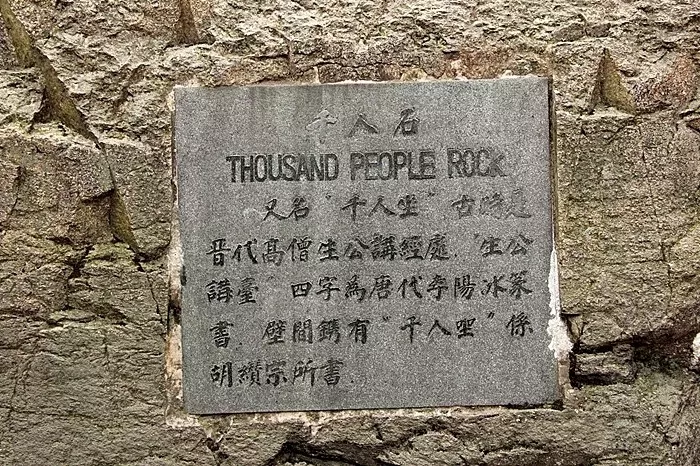 千人石
THOUSAND PEOPLE ROCK
又名"千人坐"古時是
晋代高僧生公講經處."生公
講臺"四字為唐代李陽冰篆
書.壁間鐫有"千人坐"係
胡纘宗所書.